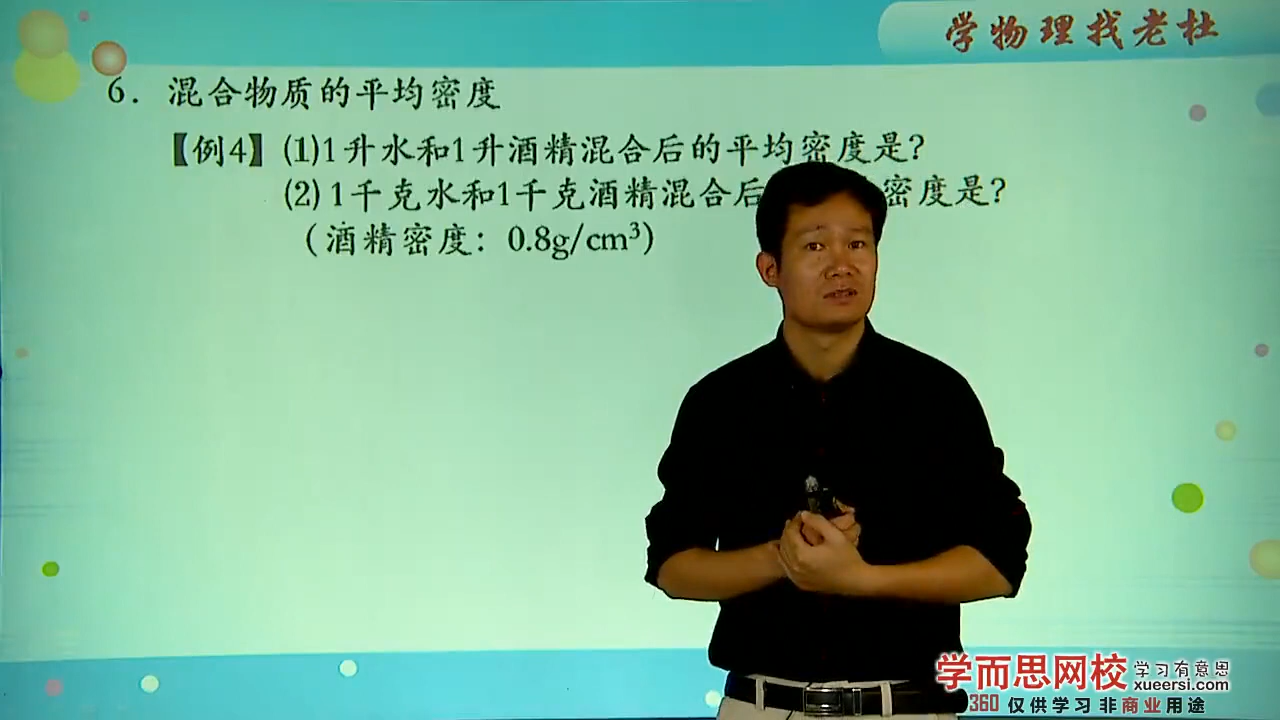 学物理找老杜
6. 混合物质的平均密度
【例4】(1)1升水和1升酒精混合后的平均密度是?
(2) 1千克水和1千克酒精混合后 密度是?
(酒精密度: 0.8g/cm³)
学而思网校 学习有意思
xueersi.com
360 仅供学习 非商业用途